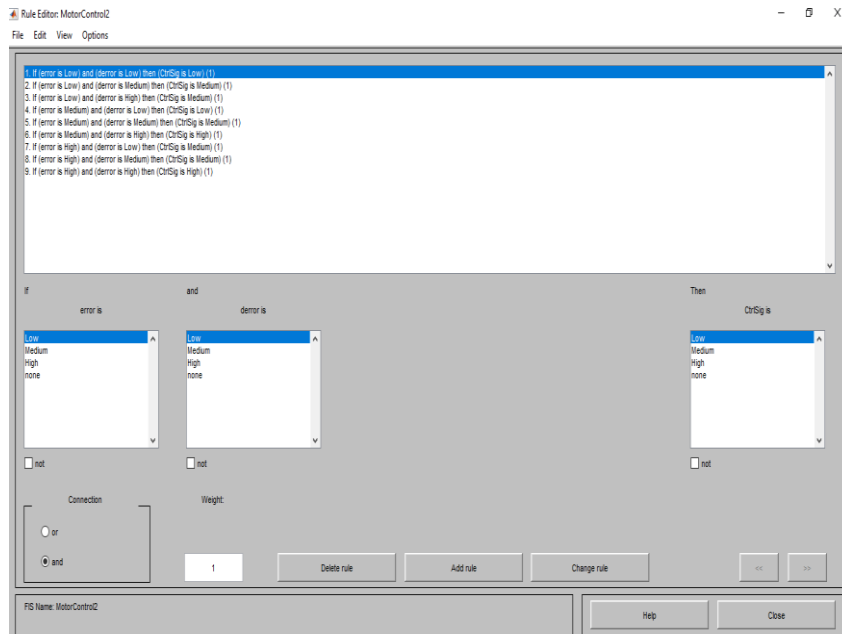 Rule Editor: MotorControl2
File Edit View Options
1. If (error is Low) and (derror is Low) then (CtrlSig is Low) (1)
2. If (error is Low) and (derror is Medium) then (CtrlSig is Medium) (1)
3. If (error is Low) and (derror is High) then (CtrlSig is Medium) (1)
4. If (error is Medium) and (derror is Low) then (CtrlSig is Low) (1)
5. If (error is Medium) and (derror is Medium) then (CtrlSig is Medium) (1)
6. If (error is Medium) and (derror is High) then (CtrlSig is High) (1)
7. If (error is High) and (derror is Low) then (CtrlSig is Medium) (1)
8. If (error is High) and (derror is Medium) then (CtrlSig is Medium) (1)
9. If (error is High) and (derror is High) then (CtrlSig is High) (1)
If and Then
error is derror is CtrlSig is
Low Low Low
Medium Medium Medium
High High High
none none none
not not not
Connection Weight:
or
and 1 Delete rule Add rule Change rule << >>
FIS Name: MotorControl2 Help Close